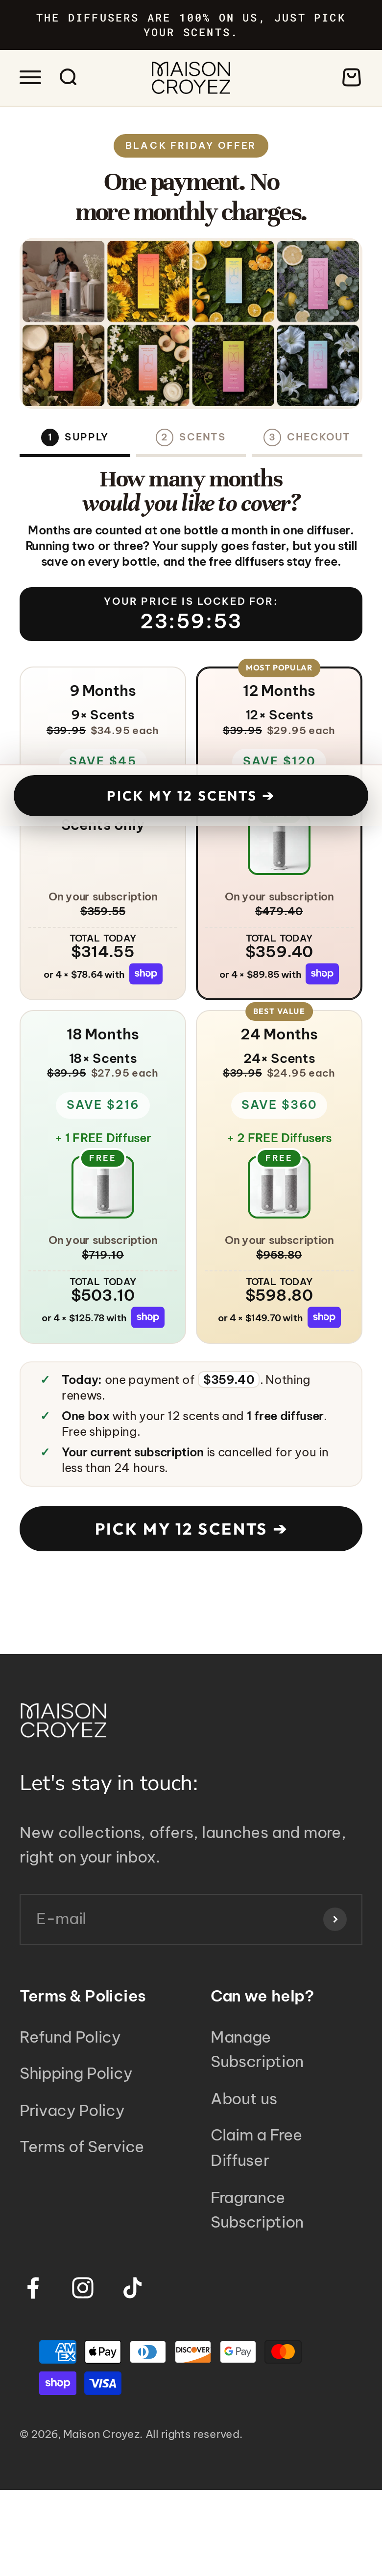 THE DIFFUSERS ARE 100% ON US, JUST PICK
YOUR SCENTS.
MAISON
CROYEZ
BLACK FRIDAY OFFER
One payment. No
more monthly charges.
1 SUPPLY
2 SCENTS
3 CHECKOUT
How many months
would you like to cover?
Months are counted at one bottle a month in one diffuser.
Running two or three? Your supply goes faster, but you still
save on every bottle, and the free diffusers stay free.
YOUR PRICE IS LOCKED FOR:
23:59:53
9 Months
9× Scents
$39.95 $34.95 each
SAVE $45
Scents only
On your subscription
$359.55
TOTAL TODAY
$314.55
or 4 × $78.64 with shop
MOST POPULAR
12 Months
12× Scents
$39.95 $29.95 each
SAVE $120
PICK MY 12 SCENTS ➔
On your subscription
$479.40
TOTAL TODAY
$359.40
or 4 × $89.85 with shop
18 Months
18× Scents
$39.95 $27.95 each
SAVE $216
+ 1 FREE Diffuser
FREE
On your subscription
$719.10
TOTAL TODAY
$503.10
or 4 × $125.78 with shop
BEST VALUE
24 Months
24× Scents
$39.95 $24.95 each
SAVE $360
+ 2 FREE Diffusers
FREE
On your subscription
$958.80
TOTAL TODAY
$598.80
or 4 × $149.70 with shop
✓ Today: one payment of $359.40. Nothing
renews.
✓ One box with your 12 scents and 1 free diffuser.
Free shipping.
✓ Your current subscription is cancelled for you in
less than 24 hours.
PICK MY 12 SCENTS ➔
MAISON
CROYEZ
Let's stay in touch:
New collections, offers, launches and more,
right on your inbox.
E-mail
Terms & Policies
Refund Policy
Shipping Policy
Privacy Policy
Terms of Service
Can we help?
Manage
Subscription
About us
Claim a Free
Diffuser
Fragrance
Subscription
AMEX
Apple Pay
DISCOVER
G Pay
shop
VISA
© 2026, Maison Croyez. All rights reserved.